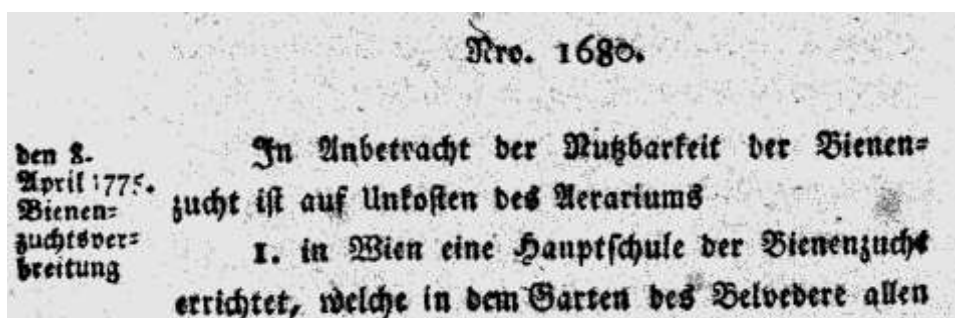 Nro. 1680.
den 8.
April 1775.
Bienen=
zuchtsver=
breitung
In Anbetracht der Nutzbarkeit der Bienen=
zucht ist auf Unkosten des Aerariums
1. in Wien eine Hauptschule der Bienenzucht
errichtet, welche in dem Garten des Belvedere allen